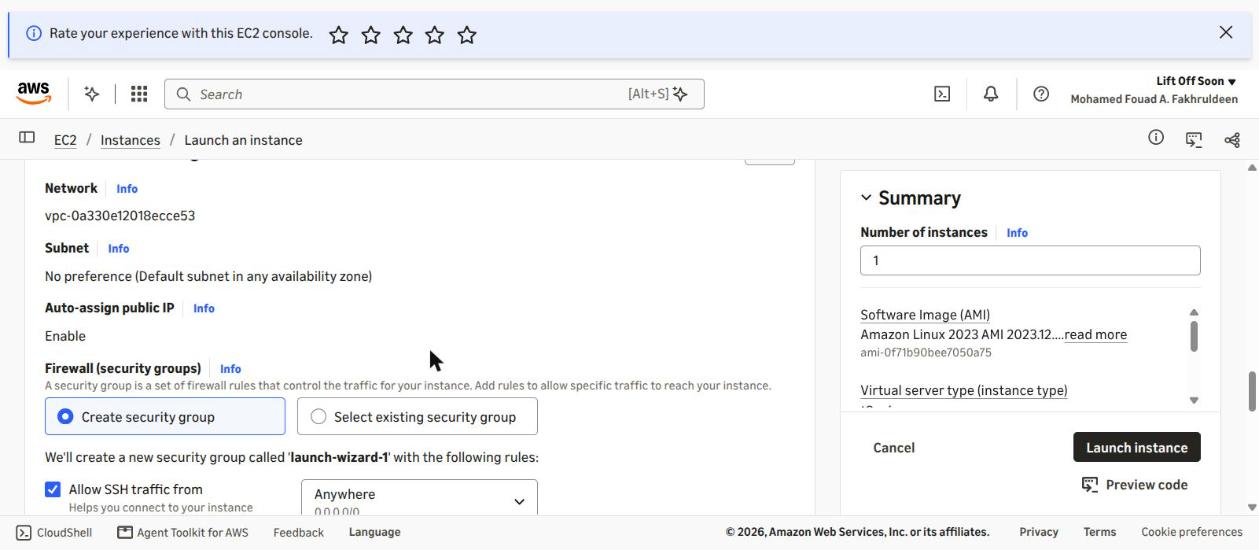 Rate your experience with this EC2 console.
aws
Search [Alt+S]
Lift Off Soon
Mohamed Fouad A. Fakhruldeen
EC2 / Instances / Launch an instance
Network Info
vpc-0a330e12018ecce53
Subnet Info
No preference (Default subnet in any availability zone)
Auto-assign public IP Info
Enable
Firewall (security groups) Info
A security group is a set of firewall rules that control the traffic for your instance. Add rules to allow specific traffic to reach your instance.
Create security group
Select existing security group
We'll create a new security group called 'launch-wizard-1' with the following rules:
Allow SSH traffic from
Helps you connect to your instance
Anywhere
0.0.0.0/0
Summary
Number of instances Info
1
Software Image (AMI)
Amazon Linux 2023 AMI 2023.12....read more
ami-0f71b90bee7050a75
Virtual server type (instance type)
Cancel
Launch instance
Preview code
CloudShell Agent Toolkit for AWS Feedback Language © 2026, Amazon Web Services, Inc. or its affiliates. Privacy Terms Cookie preferences